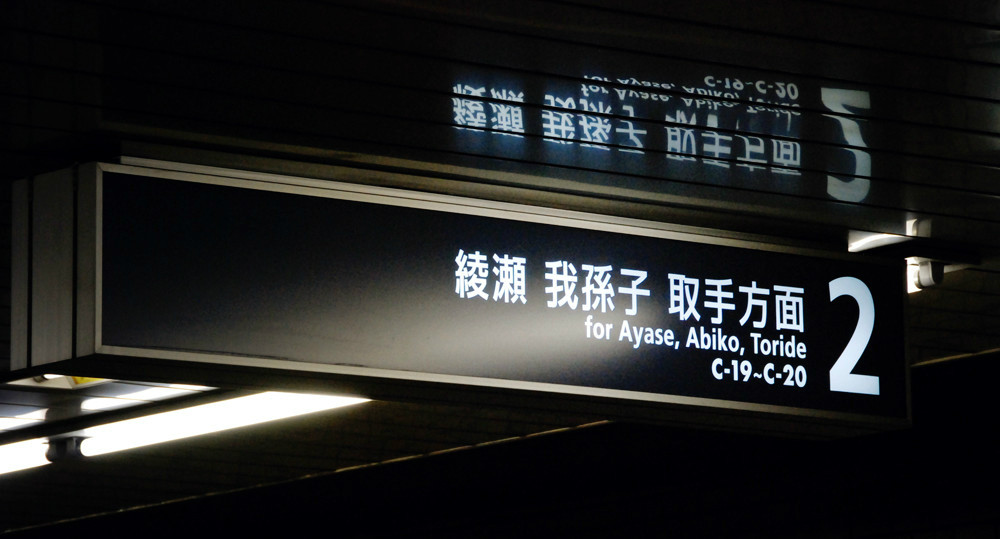 綾瀬 我孫子 取手方面
for Ayase, Abiko, Toride
C-19~C-20
2